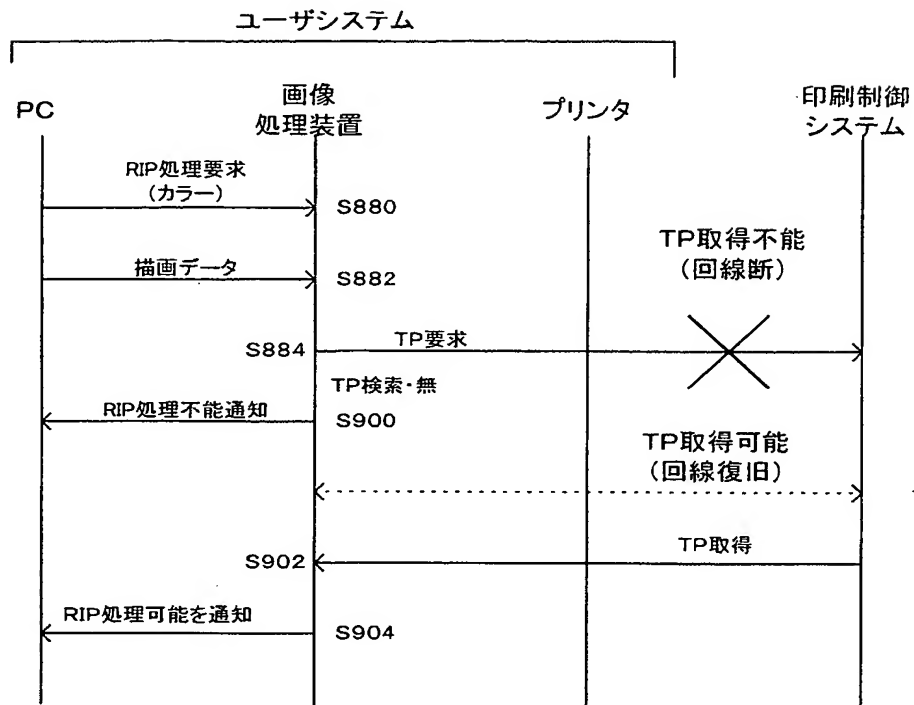 ユーザシステム
PC
画像
処理装置
プリンタ
印刷制御
システム
RIP処理要求
(カラー)
S880
TP取得不能
(回線断)
描画データ
S882
S884
TP要求
TP検索・無
RIP処理不能通知
S900
TP取得可能
(回線復旧)
S902
TP取得
RIP処理可能を通知
S904